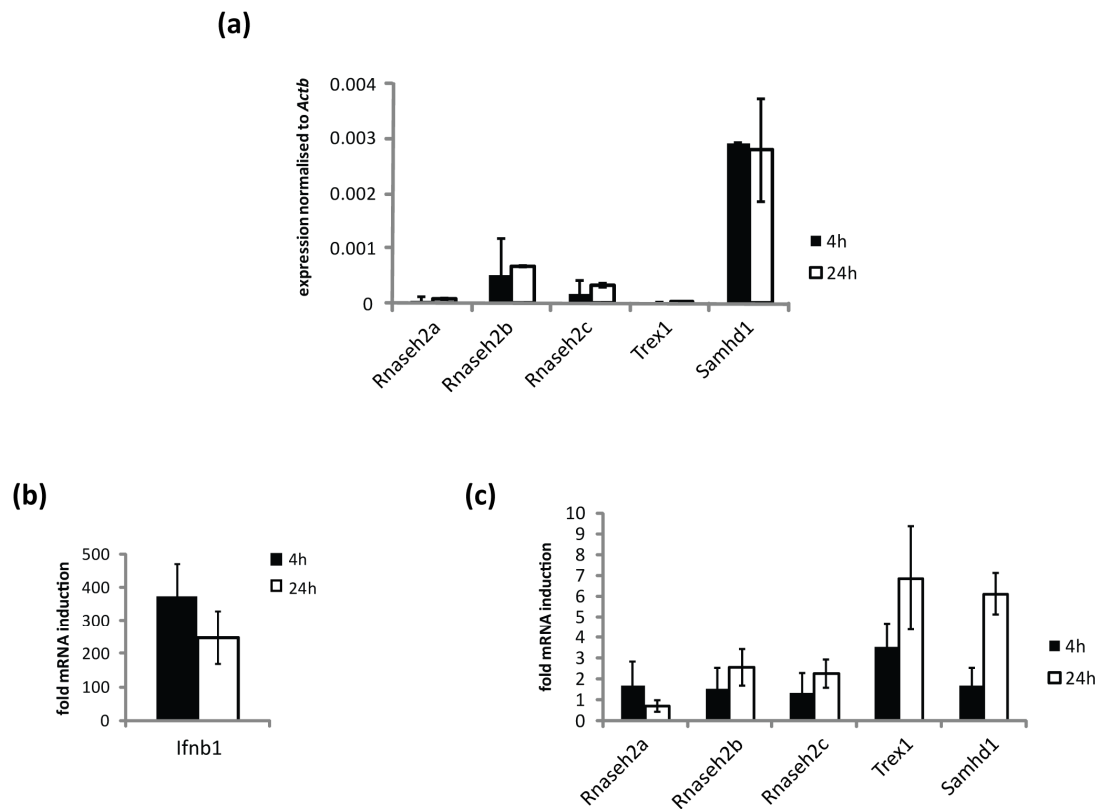 (a)
expression normalised to Actb
0.004
0.003
0.002
0.001
0
4h
24h
Rnaseh2a
Rnaseh2b
Rnaseh2c
Trex1
Samhd1
(b)
fold mRNA induction
500
400
300
200
100
0
4h
24h
Ifnb1
(c)
fold mRNA induction
10
9
8
7
6
5
4
3
2
1
0
4h
24h
Rnaseh2a
Rnaseh2b
Rnaseh2c
Trex1
Samhd1